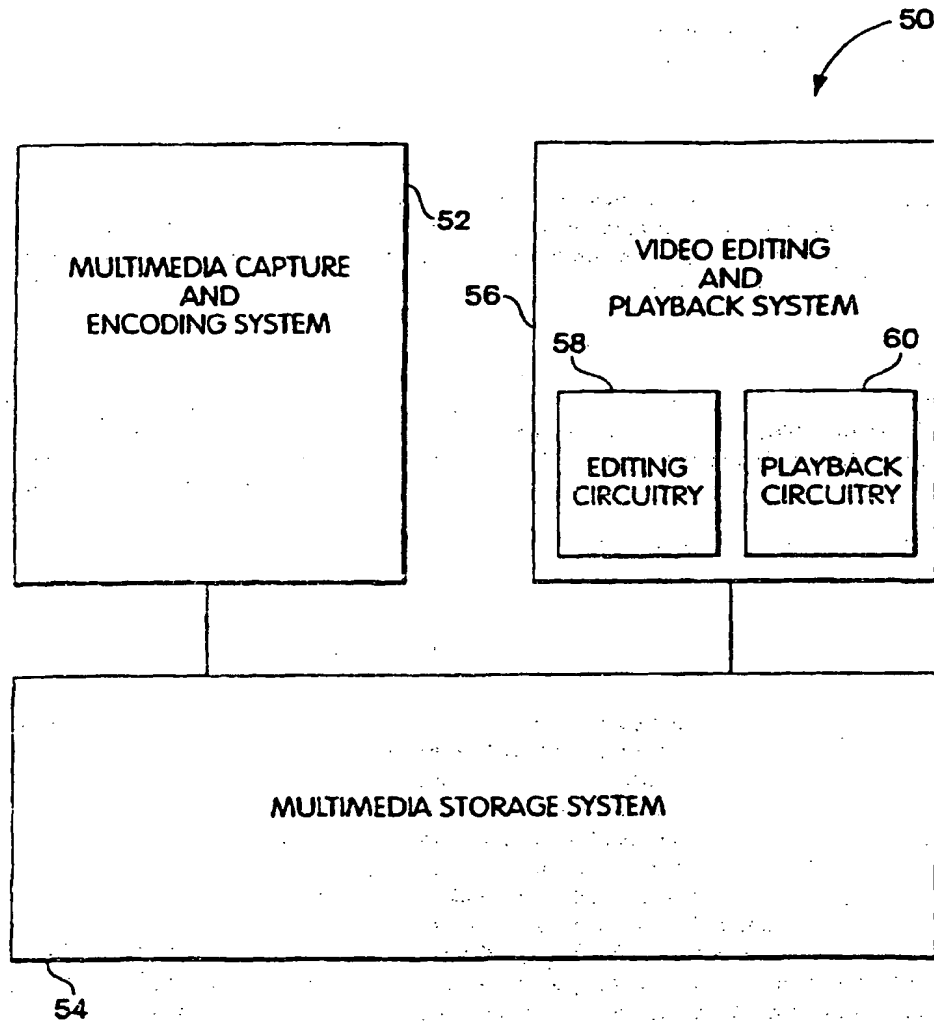 50
MULTIMEDIA CAPTURE
AND
ENCODING SYSTEM
52
VIDEO EDITING
AND
PLAYBACK SYSTEM
56
58
60
EDITING
CIRCUITRY
PLAYBACK
CIRCUITRY
MULTIMEDIA STORAGE SYSTEM
54